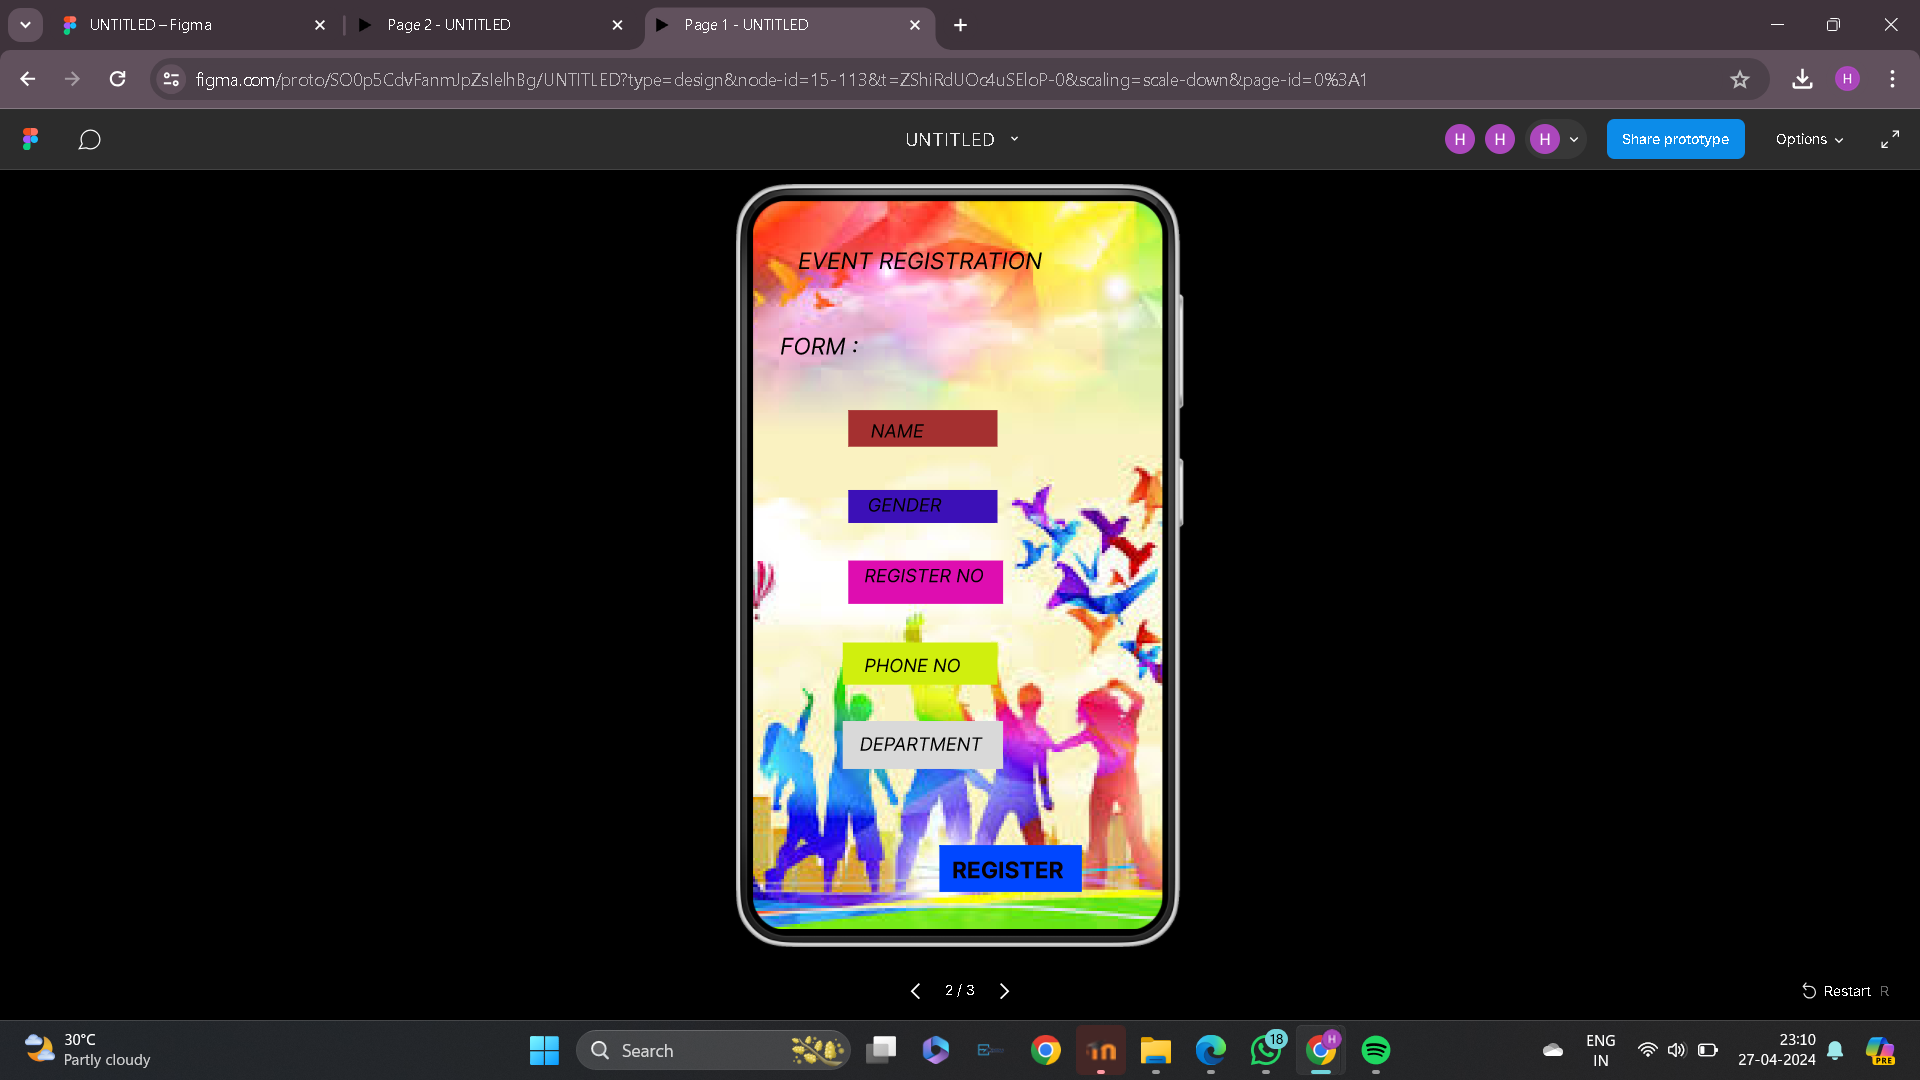 UNTITLED – Figma
Page 2 - UNTITLED
Page 1 - UNTITLED
figma.com/proto/SO0p5CdvFanmJpZsIelhBg/UNTITLED?type=design&node-id=15-113&t=ZShiRdUOc4uSEloP-0&scaling=scale-down&page-id=0%3A1
H
UNTITLED
H H H
Share prototype
Options
EVENT REGISTRATION
FORM :
NAME
GENDER
REGISTER NO
PHONE NO
DEPARTMENT
REGISTER
2 / 3
Restart R
30°C
Partly cloudy
Search
18
H
ENG
IN
23:10
27-04-2024
PRE